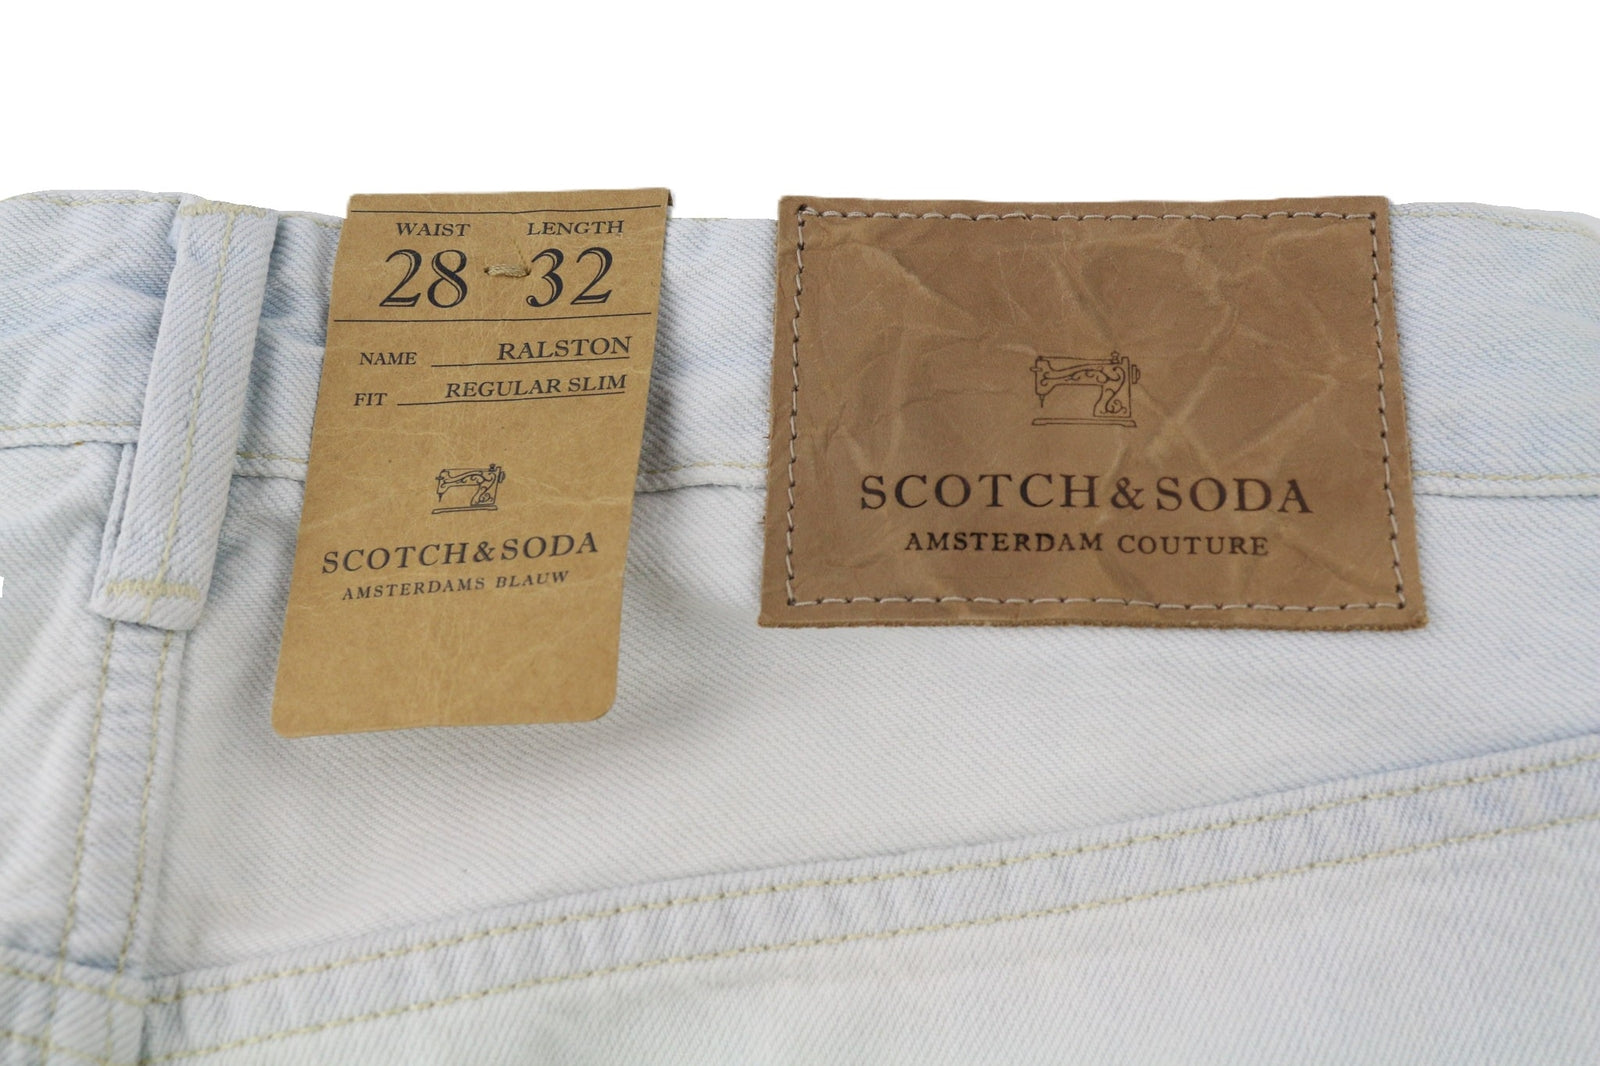 WAIST LENGTH
28 - 32
NAME RALSTON
FIT REGULAR SLIM
SCOTCH & SODA
AMSTERDAMS BLAUW
SCOTCH & SODA
AMSTERDAM COUTURE